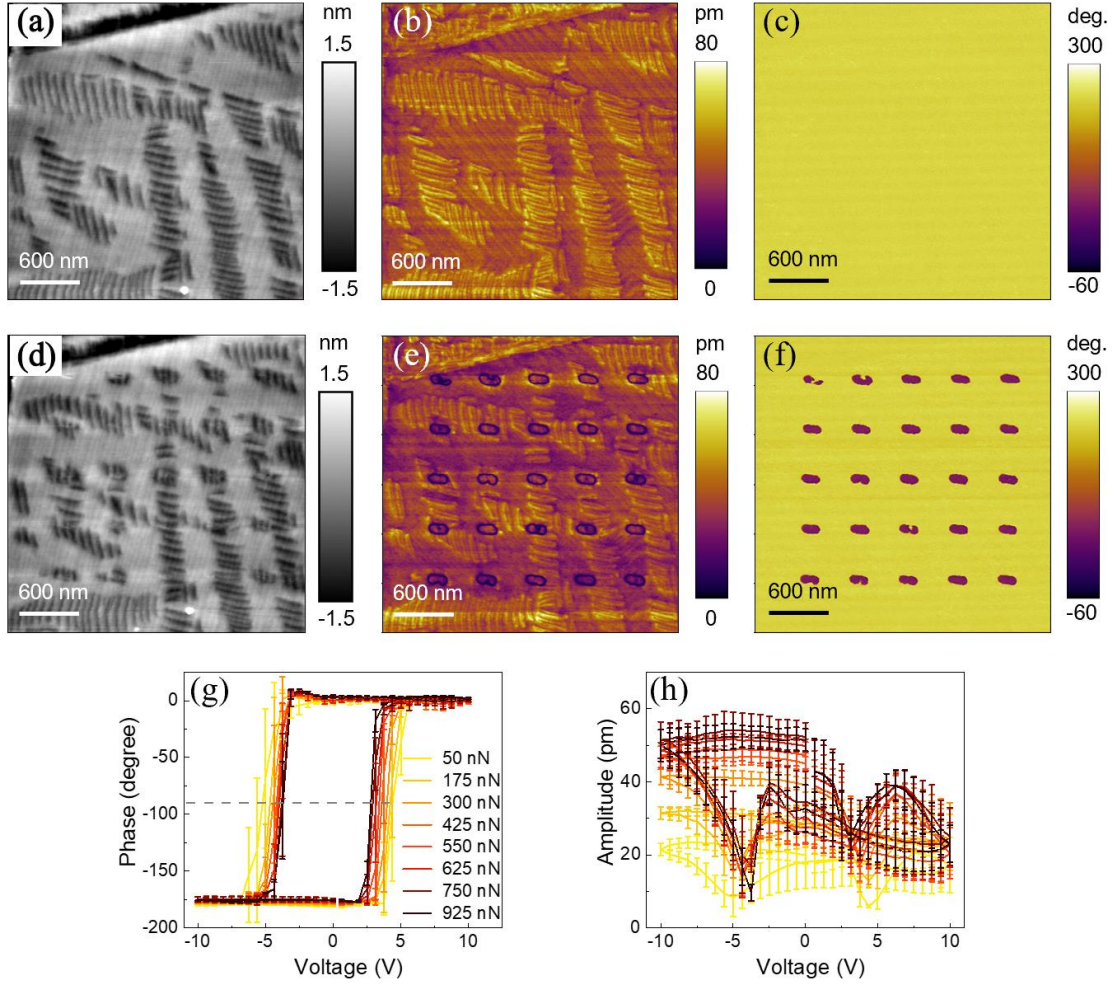 (a)
nm
1.5
-1.5
600 nm
(b)
pm
80
0
600 nm
(c)
deg.
300
-60
600 nm
(d)
nm
1.5
-1.5
600 nm
(e)
pm
80
0
600 nm
(f)
deg.
300
-60
600 nm
(g)
Phase (degree)
0
-50
-100
-150
-200
-10
-5
0
5
10
Voltage (V)
50 nN
175 nN
300 nN
425 nN
550 nN
625 nN
750 nN
925 nN
(h)
Amplitude (pm)
60
40
20
0
-10
-5
0
5
10
Voltage (V)